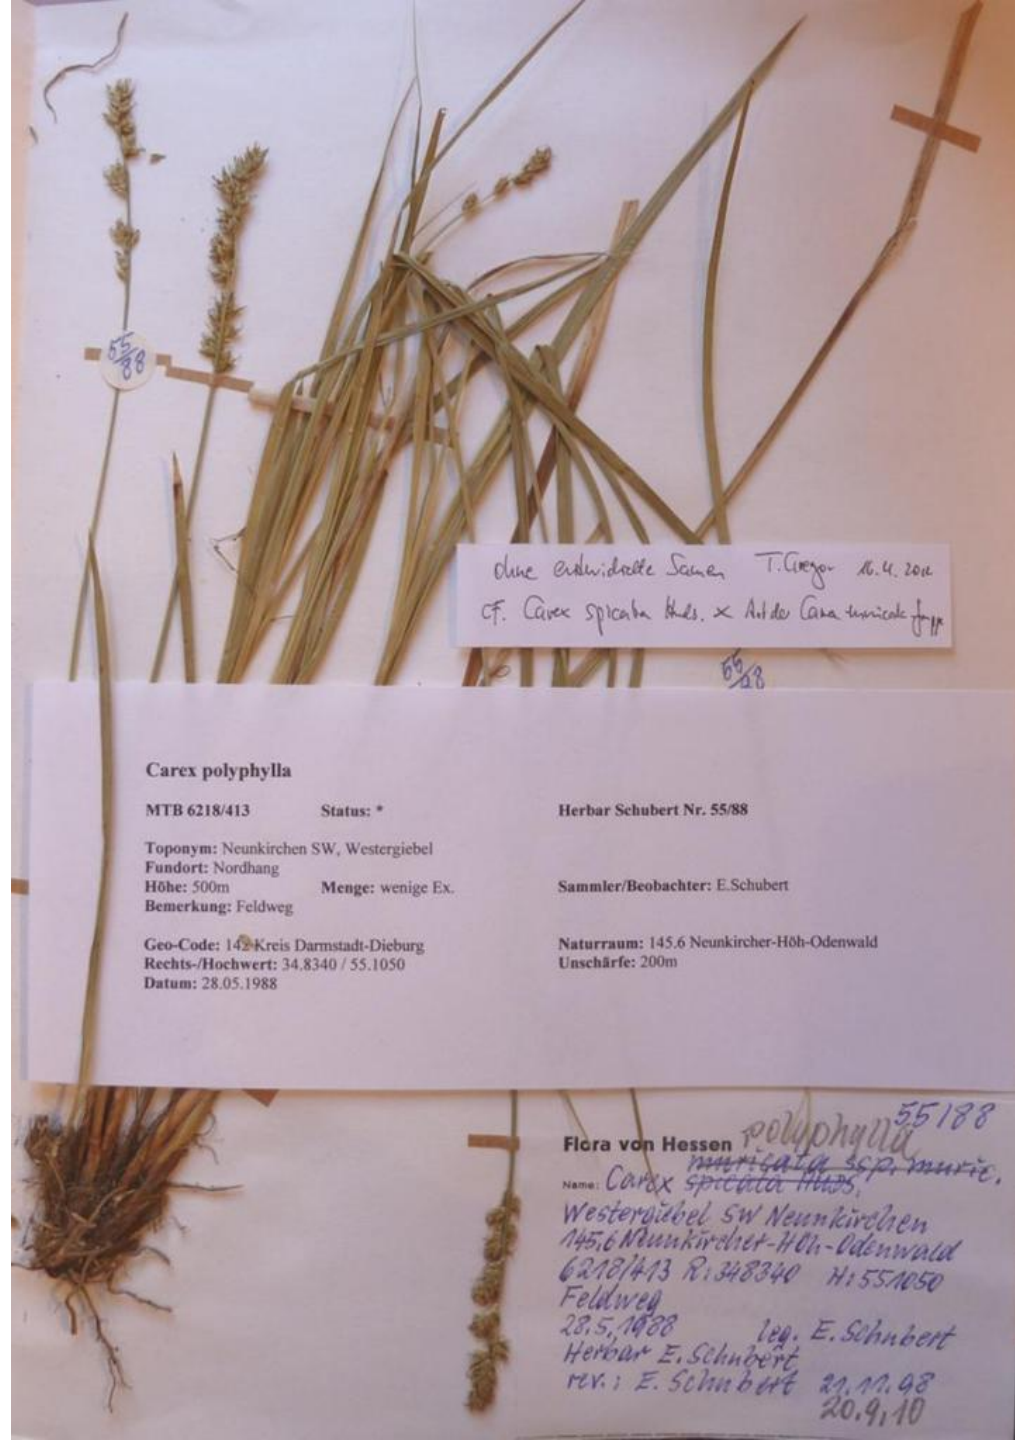 55/88
ohne entwickelte Samen T. Gregor 16.4.2012
cf. Carex spicata Huds. x Art der Carex muricata-Gruppe
55/88
Carex polyphylla
MTB 6218/413 Status: *
Herbar Schubert Nr. 55/88
Toponym: Neunkirchen SW, Westergiebel
Fundort: Nordhang
Höhe: 500m Menge: wenige Ex.
Sammler/Beobachter: E.Schubert
Bemerkung: Feldweg
Geo-Code: 142 Kreis Darmstadt-Dieburg
Naturraum: 145.6 Neunkircher-Höh-Odenwald
Rechts-/Hochwert: 34.8340 / 55.1050
Unschärfe: 200m
Datum: 28.05.1988
55/88
Flora von Hessen polyphylla
muricata ssp. muric.
Name: Carex spicata Huds.
Westergiebel SW Neunkirchen
145,6 Neunkircher-Höh-Odenwald
6218/413 R:348340 H:551050
Feldweg
28.5.1988 leg. E. Schubert
Herbar E. Schubert
rev.: E. Schubert 21.11.98
20.9.10